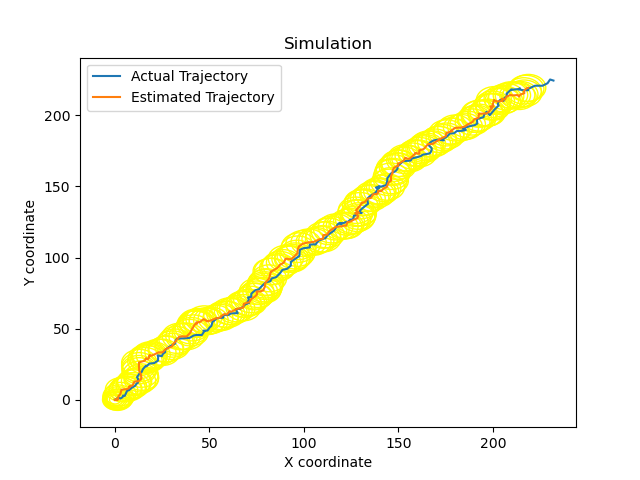 Simulation
Actual Trajectory
Estimated Trajectory
Y coordinate
200
150
100
50
0
0 50 100 150 200
X coordinate